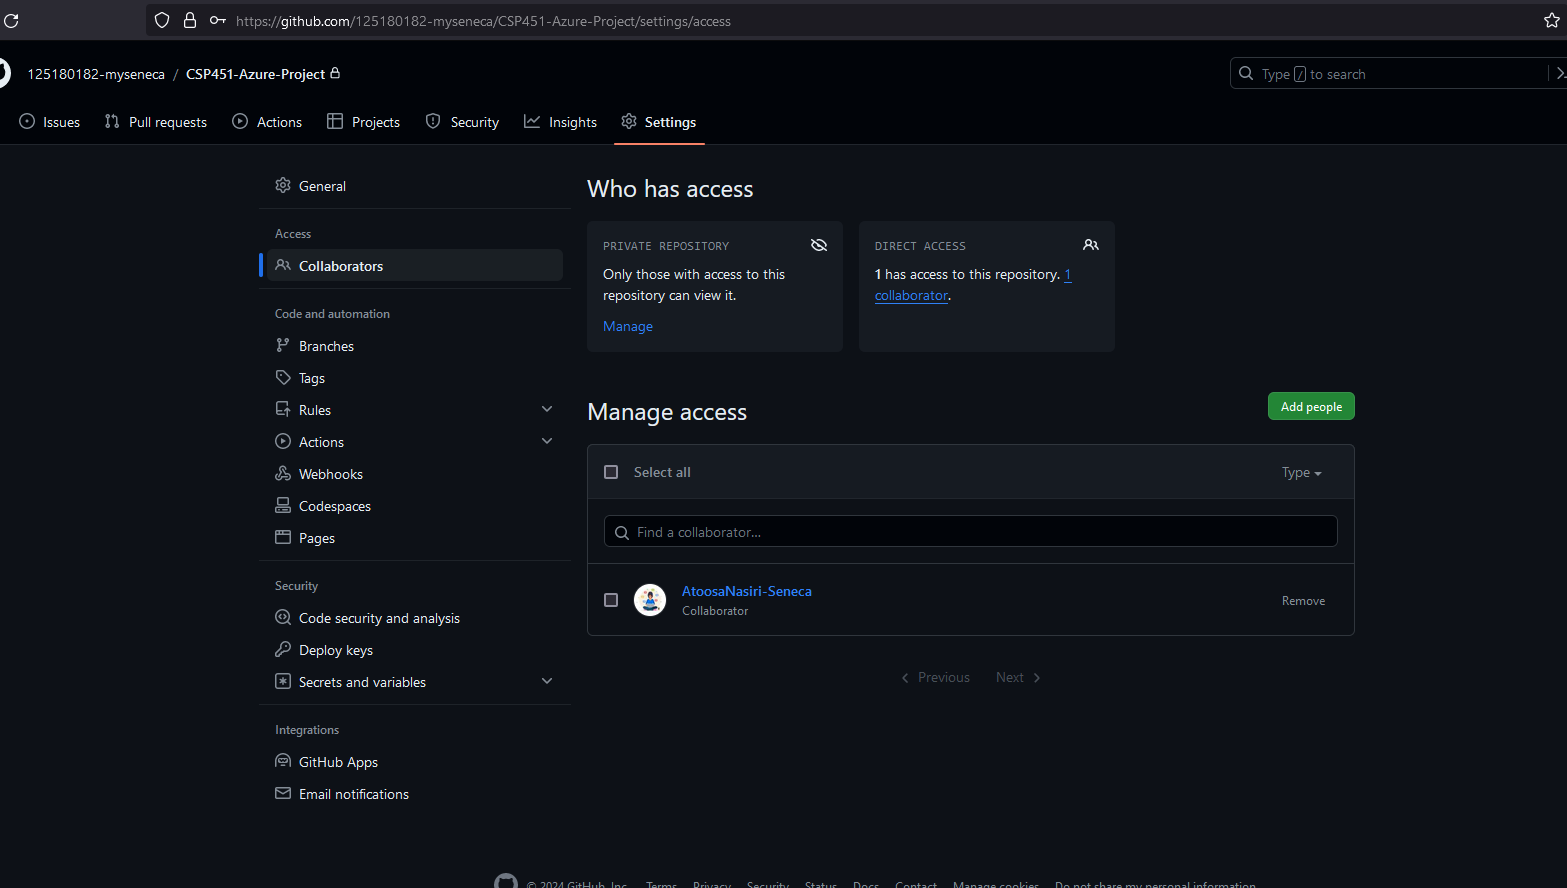 https://github.com/125180182-myseneca/CSP451-Azure-Project/settings/access
125180182-myseneca / CSP451-Azure-Project
Type / to search
Issues
Pull requests
Actions
Projects
Security
Insights
Settings
General
Access
Collaborators
Code and automation
Branches
Tags
Rules
Actions
Webhooks
Codespaces
Pages
Security
Code security and analysis
Deploy keys
Secrets and variables
Integrations
GitHub Apps
Email notifications
Who has access
PRIVATE REPOSITORY
Only those with access to this
repository can view it.
Manage
DIRECT ACCESS
1 has access to this repository. 1
collaborator.
Manage access
Add people
Select all
Type
Find a collaborator...
AtoosaNasiri-Seneca
Collaborator
Remove
Previous
Next
© 2024 GitHub, Inc. Terms Privacy Security Status Docs Contact Manage cookies Do not share my personal information